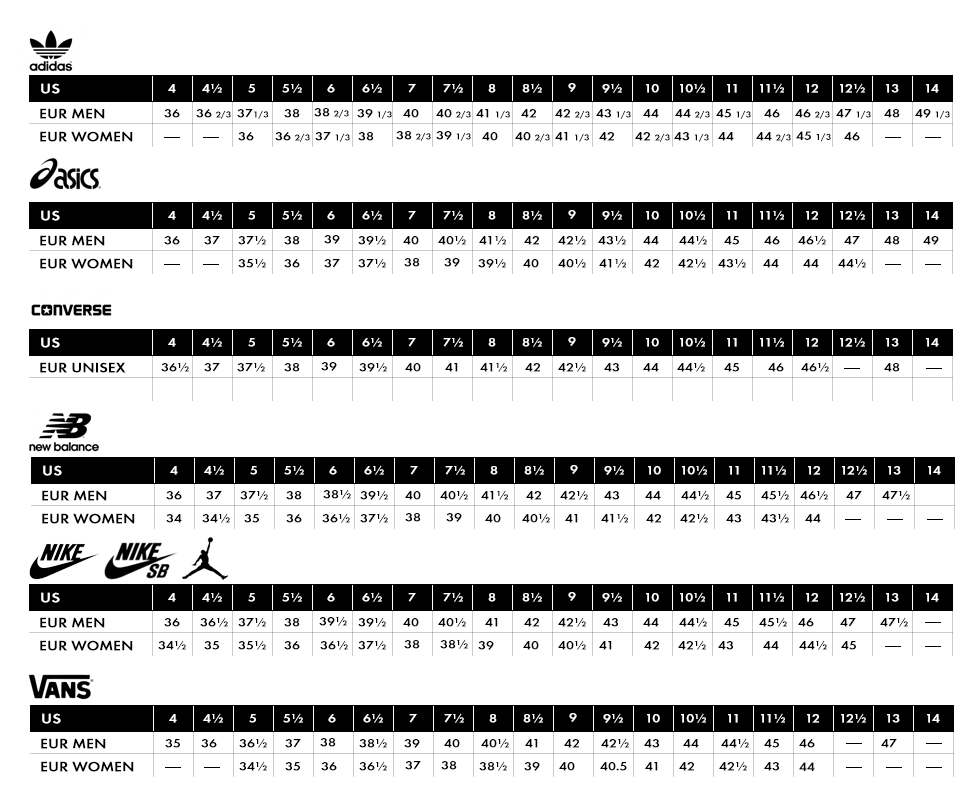 adidas
US 4 4½ 5 5½ 6 6½ 7 7½ 8 8½ 9 9½ 10 10½ 11 11½ 12 12½ 13 14
EUR MEN 36 36 2/3 37 1/3 38 38 2/3 39 1/3 40 40 2/3 41 1/3 42 42 2/3 43 1/3 44 44 2/3 45 1/3 46 46 2/3 47 1/3 48 49 1/3
EUR WOMEN — — 36 36 2/3 37 1/3 38 38 2/3 39 1/3 40 40 2/3 41 1/3 42 42 2/3 43 1/3 44 44 2/3 45 1/3 46 — —
asics
US 4 4½ 5 5½ 6 6½ 7 7½ 8 8½ 9 9½ 10 10½ 11 11½ 12 12½ 13 14
EUR MEN 36 37 37½ 38 39 39½ 40 40½ 41½ 42 42½ 43½ 44 44½ 45 46 46½ 47 48 49
EUR WOMEN — — 35½ 36 37 37½ 38 39 39½ 40 40½ 41½ 42 42½ 43½ 44 44 44½ — —
CONVERSE
US 4 4½ 5 5½ 6 6½ 7 7½ 8 8½ 9 9½ 10 10½ 11 11½ 12 12½ 13 14
EUR UNISEX 36½ 37 37½ 38 39 39½ 40 41 41½ 42 42½ 43 44 44½ 45 46 46½ — 48 —
NB
new balance
US 4 4½ 5 5½ 6 6½ 7 7½ 8 8½ 9 9½ 10 10½ 11 11½ 12 12½ 13 14
EUR MEN 36 37 37½ 38 38½ 39½ 40 40½ 41½ 42 42½ 43 44 44½ 45 45½ 46½ 47 47½
EUR WOMEN 34 34½ 35 36 36½ 37½ 38 39 40 40½ 41 41½ 42 42½ 43 43½ 44 — — —
NIKE NIKE SB
US 4 4½ 5 5½ 6 6½ 7 7½ 8 8½ 9 9½ 10 10½ 11 11½ 12 12½ 13 14
EUR MEN 36 36½ 37½ 38 39½ 39½ 40 40½ 41 42 42½ 43 44 44½ 45 45½ 46 47 47½ —
EUR WOMEN 34½ 35 35½ 36 36½ 37½ 38 38½ 39 40 40½ 41 42 42½ 43 44 44½ 45 — —
VANS
US 4 4½ 5 5½ 6 6½ 7 7½ 8 8½ 9 9½ 10 10½ 11 11½ 12 12½ 13 14
EUR MEN 35 36 36½ 37 38 38½ 39 40 40½ 41 42 42½ 43 44 44½ 45 46 — 47 —
EUR WOMEN — — 34½ 35 36 36½ 37 38 38½ 39 40 40.5 41 42 42½ 43 44 — — —